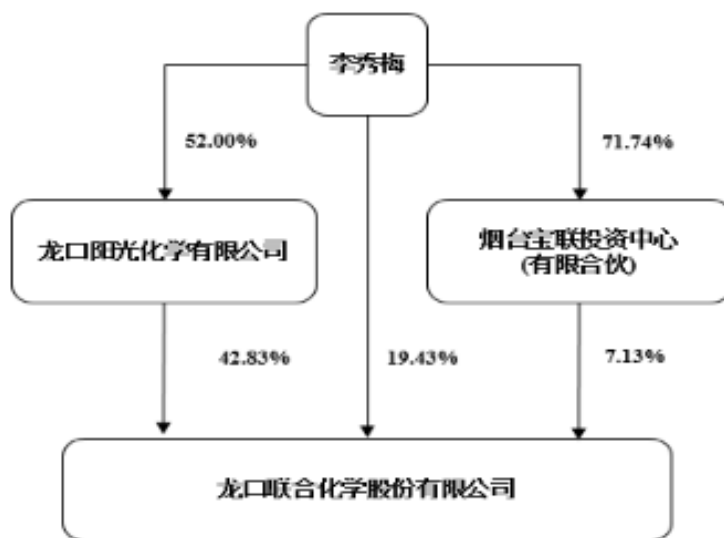 李秀梅
52.00%
71.74%
龙口阳光化学有限公司
烟台宝联投资中心
(有限合伙)
42.83%
19.43%
7.13%
龙口联合化学股份有限公司